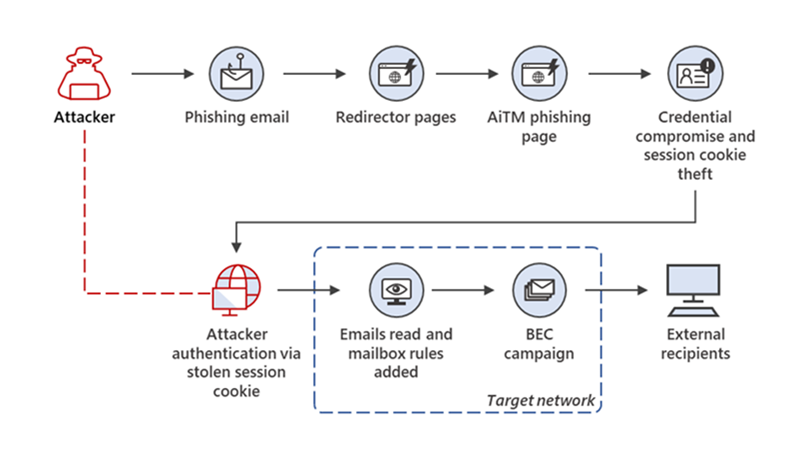 Attacker
Phishing email
Redirector pages
AiTM phishing
page
Credential
compromise and
session cookie
theft
Attacker
authentication via
stolen session
cookie
Emails read and
mailbox rules
added
BEC
campaign
External
recipients
Target network